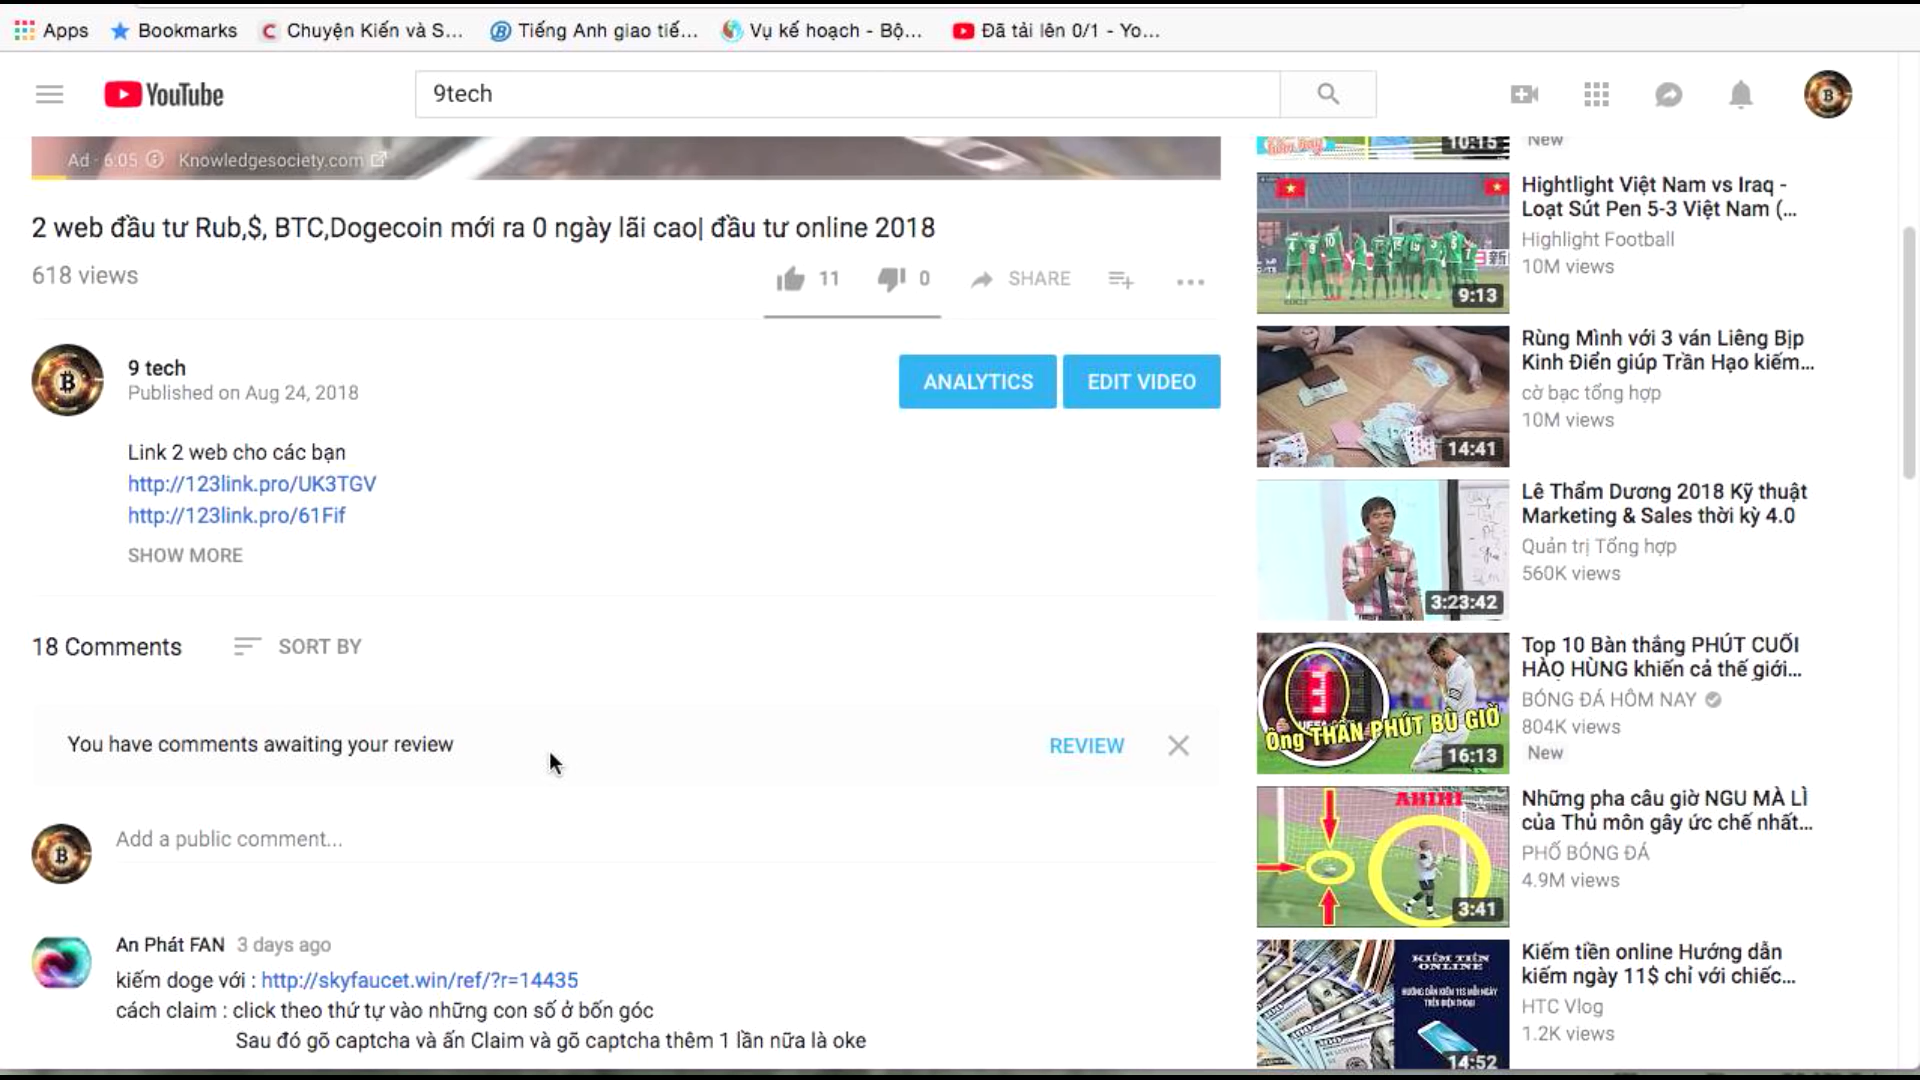 Apps Bookmarks Chuyện Kiến và S... Tiếng Anh giao tiế... Vụ kế hoạch - Bộ... Đã tải lên 0/1 - Yo...
YouTube
9tech
Ad · 6:05 Knowledgesociety.com
2 web đầu tư Rub,$, BTC,Dogecoin mới ra 0 ngày lãi cao| đầu tư online 2018
618 views
11 0 SHARE
9 tech
Published on Aug 24, 2018
ANALYTICS EDIT VIDEO
Link 2 web cho các bạn
http://123link.pro/UK3TGV
http://123link.pro/61Fif
SHOW MORE
18 Comments SORT BY
You have comments awaiting your review REVIEW
Add a public comment...
An Phát FAN 3 days ago
kiếm doge với : http://skyfaucet.win/ref/?r=14435
cách claim : click theo thứ tự vào những con số ở bốn góc
Sau đó gõ captcha và ấn Claim và gõ captcha thêm 1 lần nữa là oke
10:15
New
9:13
Hightlight Việt Nam vs Iraq -
Loạt Sút Pen 5-3 Việt Nam (...
Highlight Football
10M views
14:41
Rùng Mình với 3 ván Liêng Bịp
Kinh Điển giúp Trần Hạo kiếm...
cờ bạc tổng hợp
10M views
3:23:42
Lê Thẩm Dương 2018 Kỹ thuật
Marketing & Sales thời kỳ 4.0
Quản trị Tổng hợp
560K views
Ông THẦN PHÚT BÙ GIỜ
16:13
Top 10 Bàn thắng PHÚT CUỐI
HÀO HÙNG khiến cả thế giới...
BÓNG ĐÁ HÔM NAY
804K views
New
AHIHI
3:41
Những pha câu giờ NGU MÀ LÌ
của Thủ môn gây ức chế nhất...
PHỐ BÓNG ĐÁ
4.9M views
KIẾM TIỀN
ONLINE
HƯỚNG DẪN KIẾM 11$ MỖI NGÀY
TRÊN ĐIỆN THOẠI
14:52
Kiếm tiền online Hướng dẫn
kiếm ngày 11$ chỉ với chiếc...
HTC Vlog
1.2K views